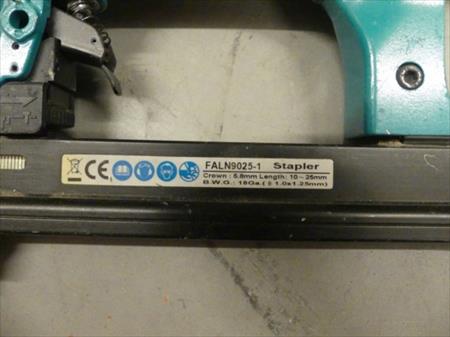 CE FALN9025-1 Stapler
Crown : 5.8mm Length: 10~25mm
B.W.G.: 18Ga.(≦1.0x1.25mm)